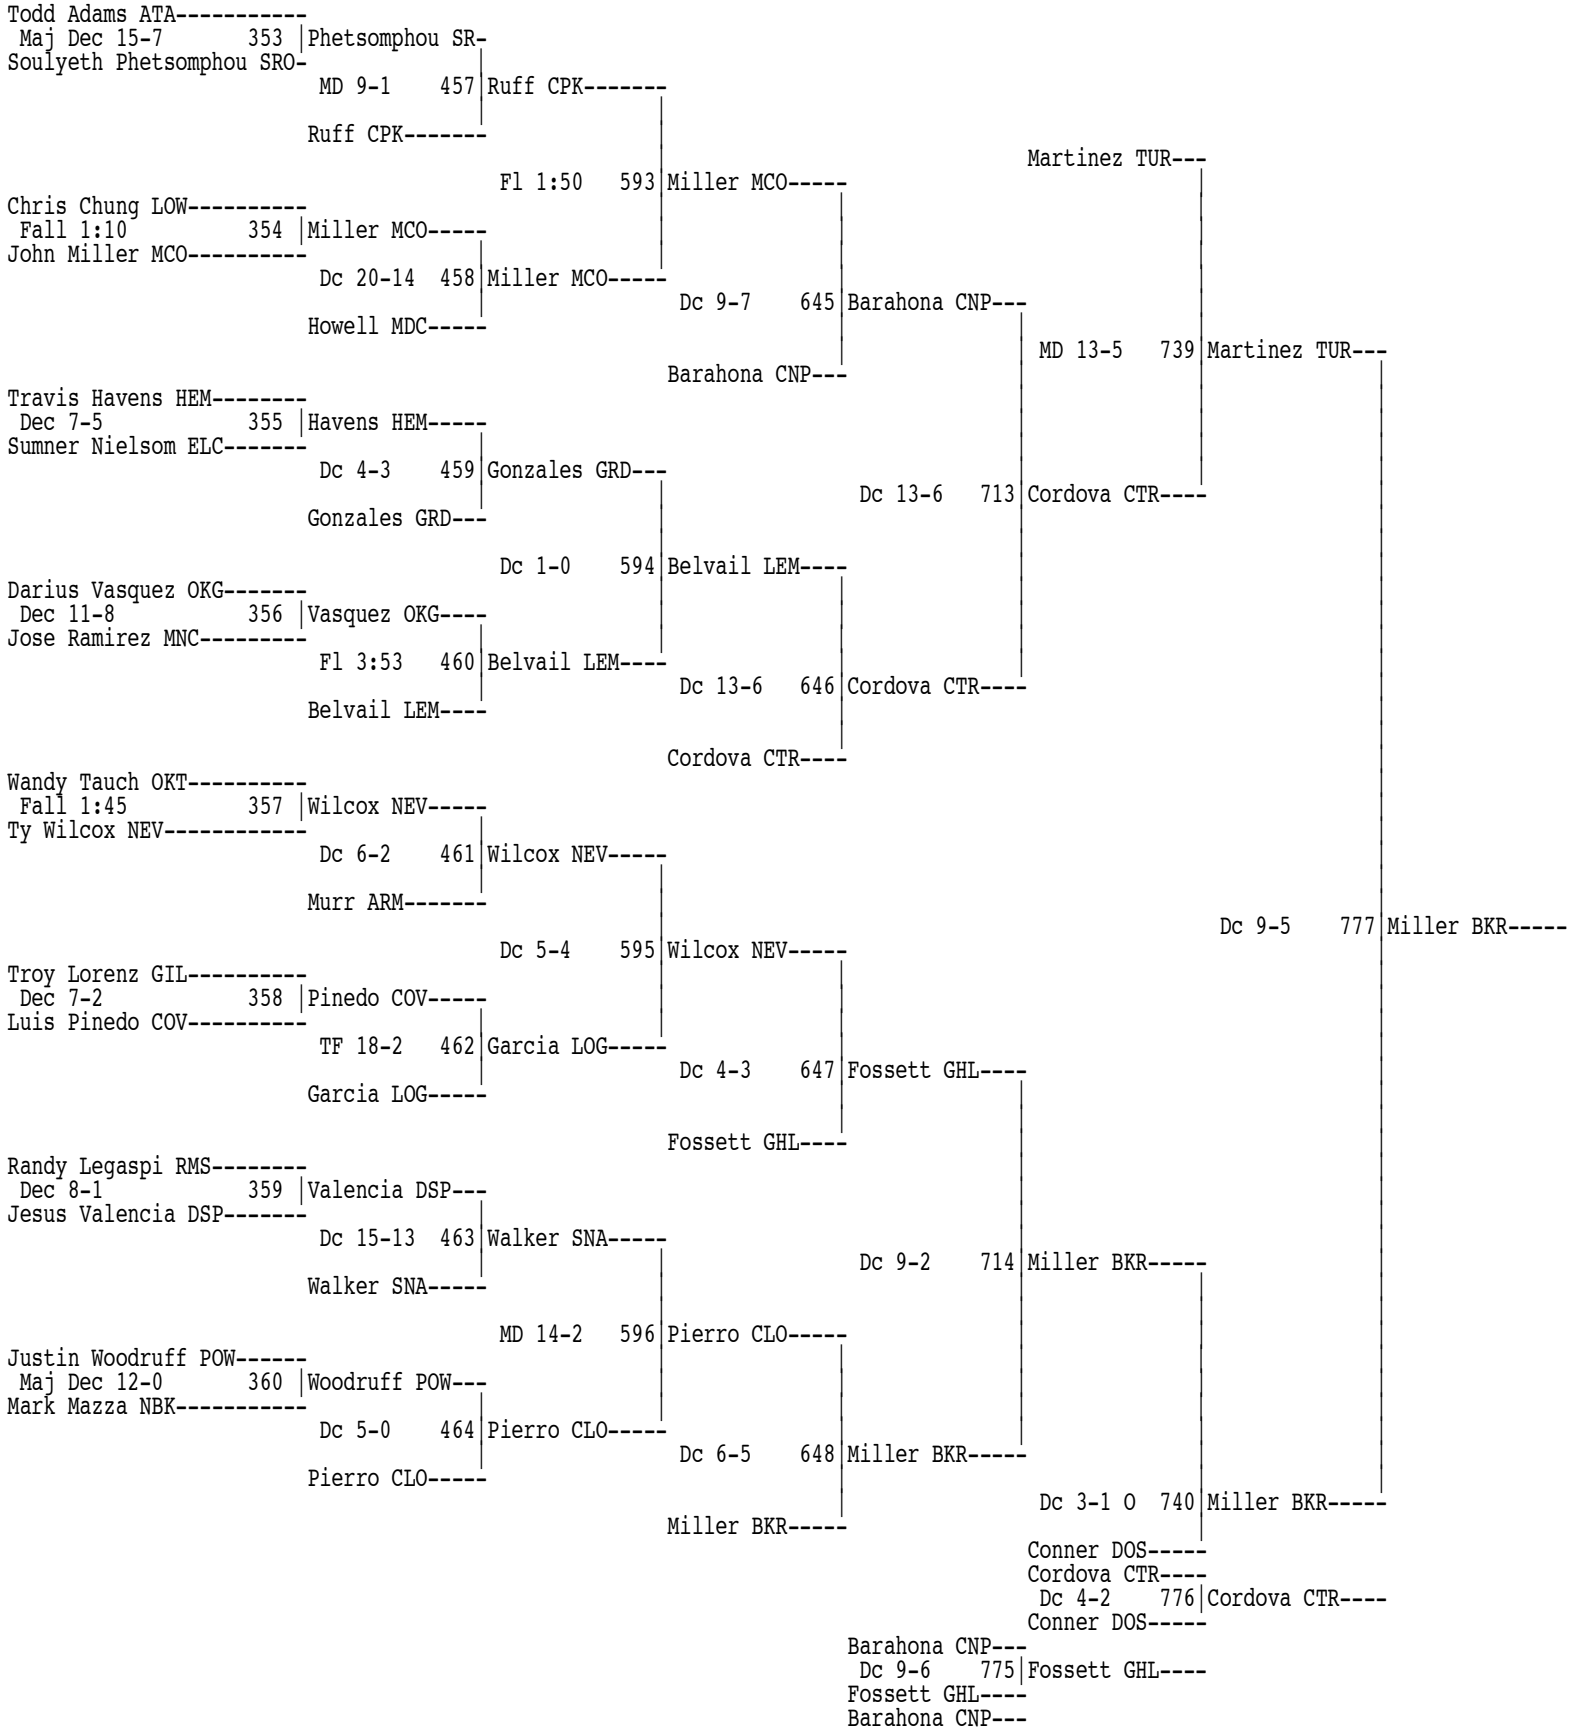 Todd Adams ATA-----------
Maj Dec 15-7 353 |Phetsomphou SR-
Soulyeth Phetsomphou SRO-
MD 9-1 457|Ruff CPK-------
Ruff CPK-------
Martinez TUR---
Fl 1:50 593|Miller MCO-----
Chris Chung LOW----------
Fall 1:10 354 |Miller MCO-----
John Miller MCO----------
Dc 20-14 458|Miller MCO-----
Dc 9-7 645|Barahona CNP---
Howell MDC-----
MD 13-5 739|Martinez TUR---
Barahona CNP---
Travis Havens HEM--------
Dec 7-5 355 |Havens HEM-----
Sumner Nielsom ELC-------
Dc 4-3 459|Gonzales GRD---
Dc 13-6 713|Cordova CTR----
Gonzales GRD---
Dc 1-0 594|Belvail LEM----
Darius Vasquez OKG-------
Dec 11-8 356 |Vasquez OKG----
Jose Ramirez MNC---------
Fl 3:53 460|Belvail LEM----
Dc 13-6 646|Cordova CTR----
Belvail LEM----
Cordova CTR----
Wandy Tauch OKT----------
Fall 1:45 357 |Wilcox NEV-----
Ty Wilcox NEV------------
Dc 6-2 461|Wilcox NEV-----
Murr ARM-------
Dc 9-5 777|Miller BKR-----
Dc 5-4 595|Wilcox NEV-----
Troy Lorenz GIL----------
Dec 7-2 358 |Pinedo COV-----
Luis Pinedo COV----------
TF 18-2 462|Garcia LOG-----
Dc 4-3 647|Fossett GHL----
Garcia LOG-----
Fossett GHL----
Randy Legaspi RMS--------
Dec 8-1 359 |Valencia DSP---
Jesus Valencia DSP-------
Dc 15-13 463|Walker SNA-----
Dc 9-2 714|Miller BKR-----
Walker SNA-----
MD 14-2 596|Pierro CLO-----
Justin Woodruff POW------
Maj Dec 12-0 360 |Woodruff POW---
Mark Mazza NBK-----------
Dc 5-0 464|Pierro CLO-----
Dc 6-5 648|Miller BKR-----
Pierro CLO-----
Dc 3-1 O 740|Miller BKR-----
Miller BKR-----
Conner DOS-----
Cordova CTR----
Dc 4-2 776|Cordova CTR----
Conner DOS-----
Barahona CNP---
Dc 9-6 775|Fossett GHL----
Fossett GHL----
Barahona CNP---